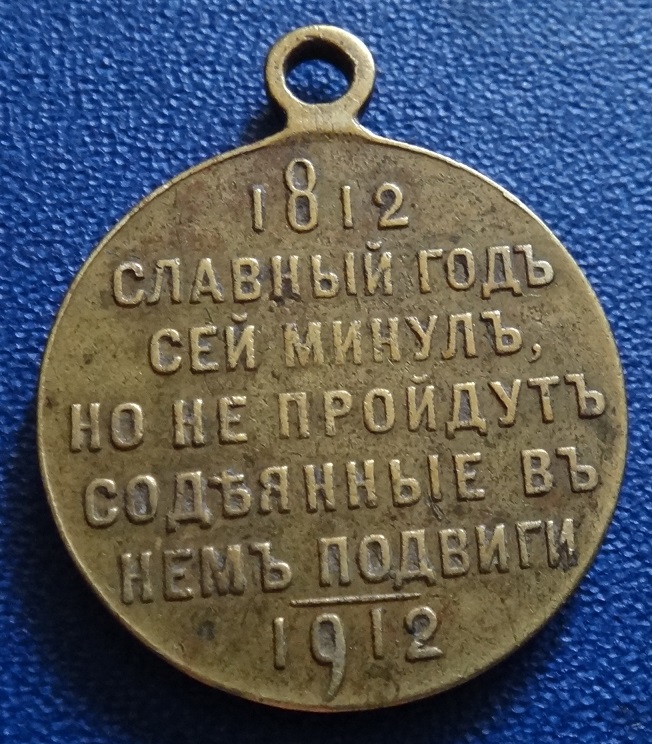 1812
СЛАВНЫЙ ГОДЪ
СЕЙ МИНУЛЪ,
НО НЕ ПРОЙДУТЪ
СОДѢЯННЫЕ ВЪ
НЕМЪ ПОДВИГИ
1912